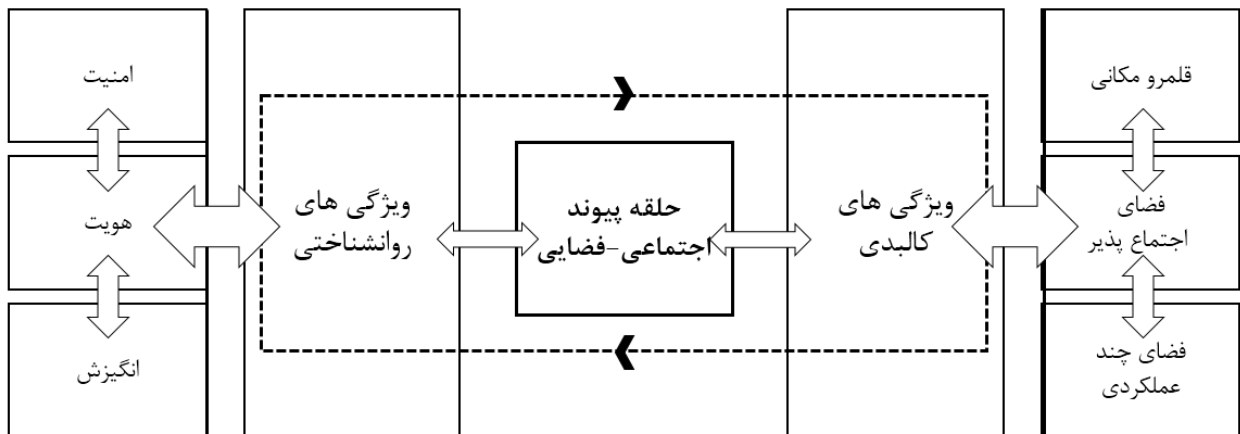 قلمرو مکانی
فضای
اجتماع پذیر
فضای چند
عملکردی
ویژگی های
کالبدی
حلقه پیوند
اجتماعی-فضایی
ویژگی های
روانشناختی
امنیت
هویت
انگیزش